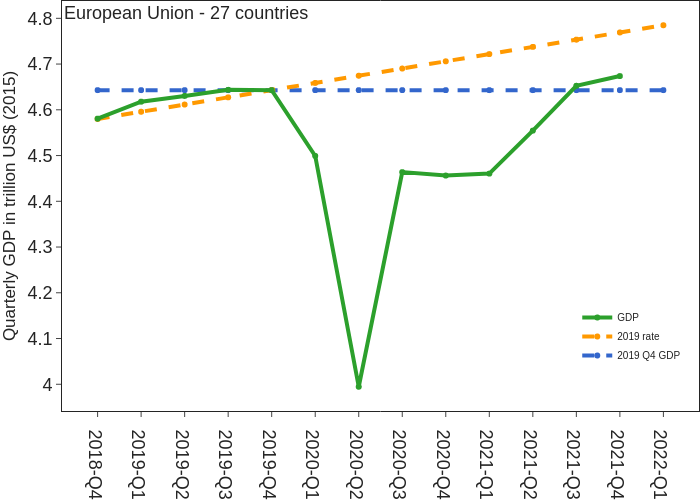 European Union - 27 countries
Quarterly GDP in trillion US$ (2015)
4.8
4.7
4.6
4.5
4.4
4.3
4.2
4.1
4
GDP
2019 rate
2019 Q4 GDP
2018-Q4
2019-Q1
2019-Q2
2019-Q3
2019-Q4
2020-Q1
2020-Q2
2020-Q3
2020-Q4
2021-Q1
2021-Q2
2021-Q3
2021-Q4
2022-Q1